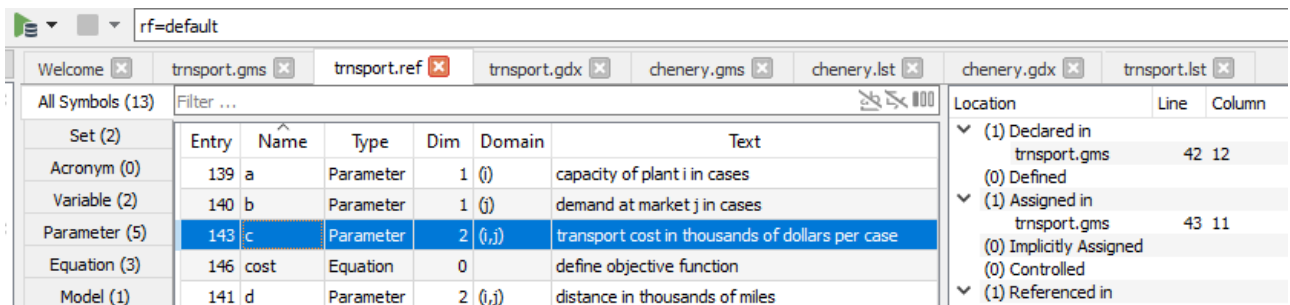 rf=default
Welcome trnsport.gms trnsport.ref trnsport.gdx chenery.gms chenery.lst chenery.gdx trnsport.lst
All Symbols (13)
Set (2)
Acronym (0)
Variable (2)
Parameter (5)
Equation (3)
Model (1)
Filter ...
Entry Name Type Dim Domain Text
139 a Parameter 1 (i) capacity of plant i in cases
140 b Parameter 1 (j) demand at market j in cases
143 c Parameter 2 (i,j) transport cost in thousands of dollars per case
146 cost Equation 0 define objective function
141 d Parameter 2 (i,j) distance in thousands of miles
Location Line Column
(1) Declared in
trnsport.gms 42 12
(0) Defined
(1) Assigned in
trnsport.gms 43 11
(0) Implicitly Assigned
(0) Controlled
(1) Referenced in